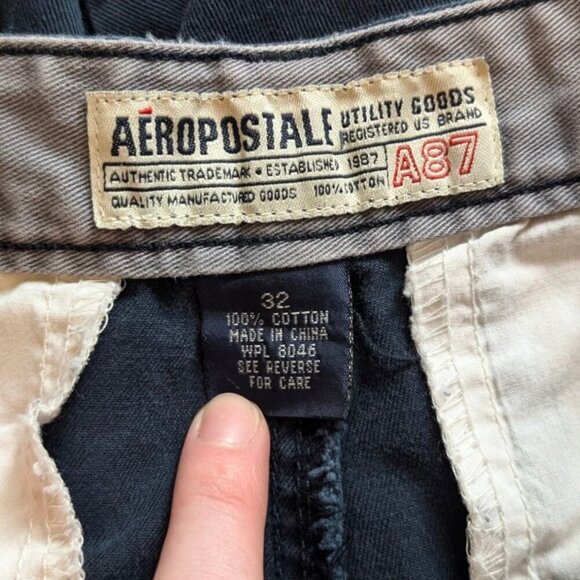 AÉROPOSTALE UTILITY GOODS
REGISTERED US BRAND
AUTHENTIC TRADEMARK • ESTABLISHED 1987
QUALITY MANUFACTURED GOODS 100% COTTON
A87
32
100% COTTON
MADE IN CHINA
WPL 8046
SEE REVERSE
FOR CARE